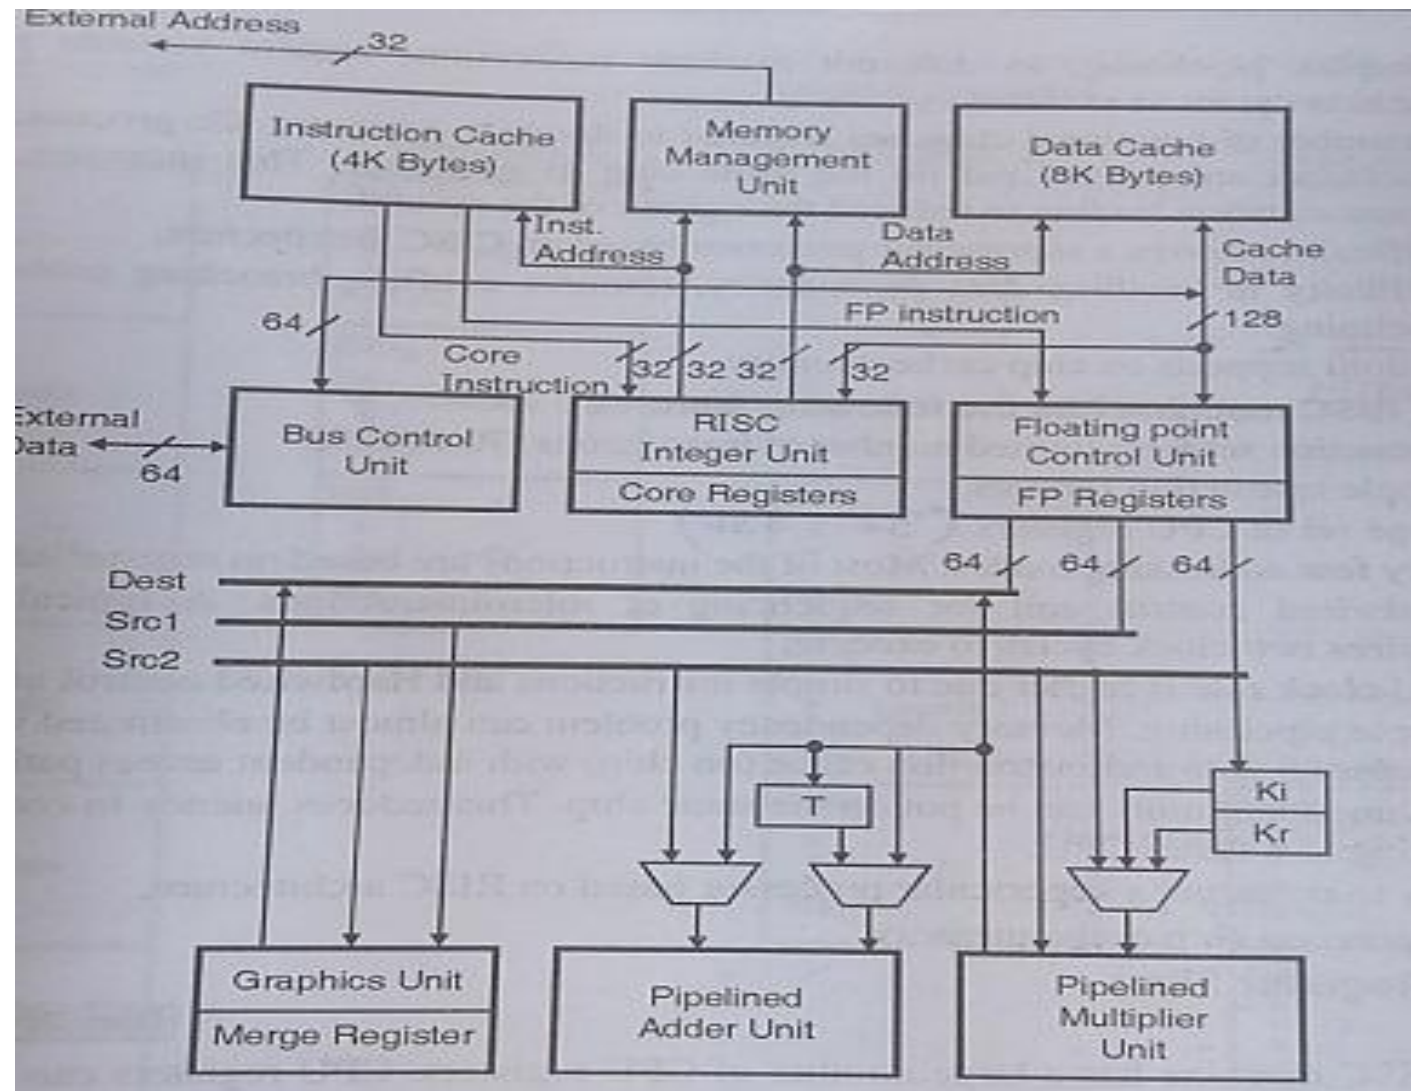 External Address
32
Instruction Cache
(4K Bytes)
Memory
Management
Unit
Data Cache
(8K Bytes)
Inst.
Address
Data
Address
Cache
Data
64
FP instruction
128
Core
Instruction
32
32
32
32
External
Data
64
Bus Control
Unit
RISC
Integer Unit
Core Registers
Floating point
Control Unit
FP Registers
64
64
64
Dest
Src1
Src2
T
Ki
Kr
Graphics Unit
Merge Register
Pipelined
Adder Unit
Pipelined
Multiplier
Unit